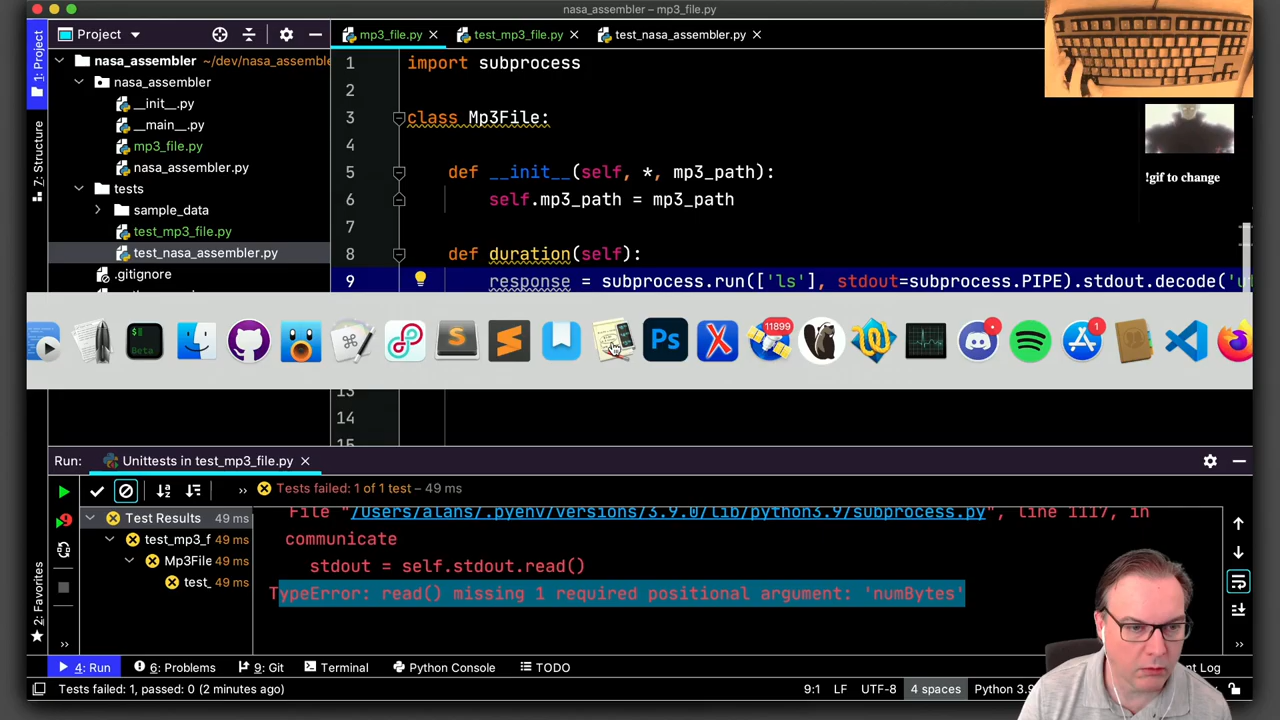 nasa_assembler – mp3_file.py
1: Project
Project
mp3_file.py
test_mp3_file.py
test_nasa_assembler.py
nasa_assembler ~/dev/nasa_assemble
nasa_assembler
__init__.py
__main__.py
mp3_file.py
nasa_assembler.py
tests
sample_data
test_mp3_file.py
test_nasa_assembler.py
.gitignore
7: Structure
1 import subprocess
2
3 class Mp3File:
4
5 def __init__(self, *, mp3_path):
6 self.mp3_path = mp3_path
7
8 def duration(self):
9 response = subprocess.run(['ls'], stdout=subprocess.PIPE).stdout.decode('u
!gif to change
$
Beta
S
Ps
X
11899
1
13
14
15
Run: Unittests in test_mp3_file.py
Tests failed: 1 of 1 test – 49 ms
Test Results 49 ms
test_mp3_f 49 ms
Mp3File 49 ms
test_ 49 ms
File "/Users/alans/.pyenv/versions/3.9.0/lib/python3.9/subprocess.py", line 1117, in
communicate
stdout = self.stdout.read()
TypeError: read() missing 1 required positional argument: 'numBytes'
2: Favorites
4: Run
6: Problems
9: Git
Terminal
Python Console
TODO
nt Log
Tests failed: 1, passed: 0 (2 minutes ago)
9:1 LF UTF-8 4 spaces Python 3.9